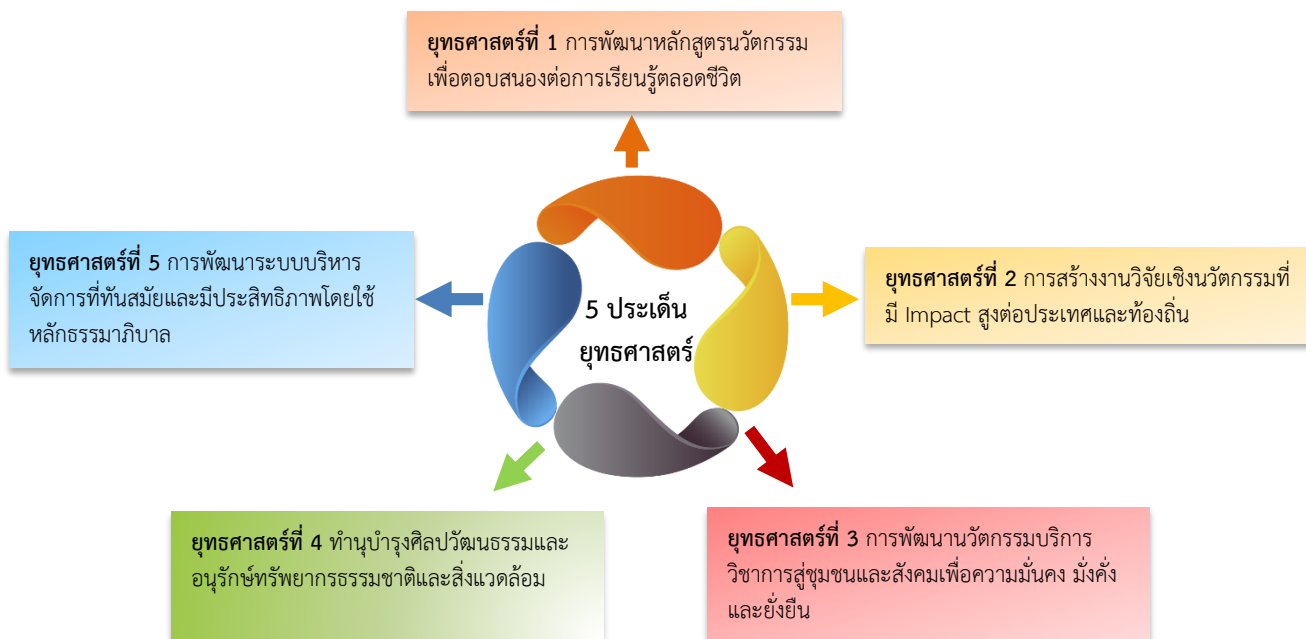 ยุทธศาสตร์ที่ 1 การพัฒนาหลักสูตรนวัตกรรม
เพื่อตอบสนองต่อการเรียนรู้ตลอดชีวิต
ยุทธศาสตร์ที่ 5 การพัฒนาระบบบริหาร
จัดการที่ทันสมัยและมีประสิทธิภาพโดยใช้
หลักธรรมาภิบาล
5 ประเด็น
ยุทธศาสตร์
ยุทธศาสตร์ที่ 2 การสร้างงานวิจัยเชิงนวัตกรรมที่
มี Impact สูงต่อประเทศและท้องถิ่น
ยุทธศาสตร์ที่ 4 ทำนุบำรุงศิลปวัฒนธรรมและ
อนุรักษ์ทรัพยากรธรรมชาติและสิ่งแวดล้อม
ยุทธศาสตร์ที่ 3 การพัฒนานวัตกรรมบริการ
วิชาการสู่ชุมชนและสังคมเพื่อความมั่นคง มั่งคั่ง
และยั่งยืน